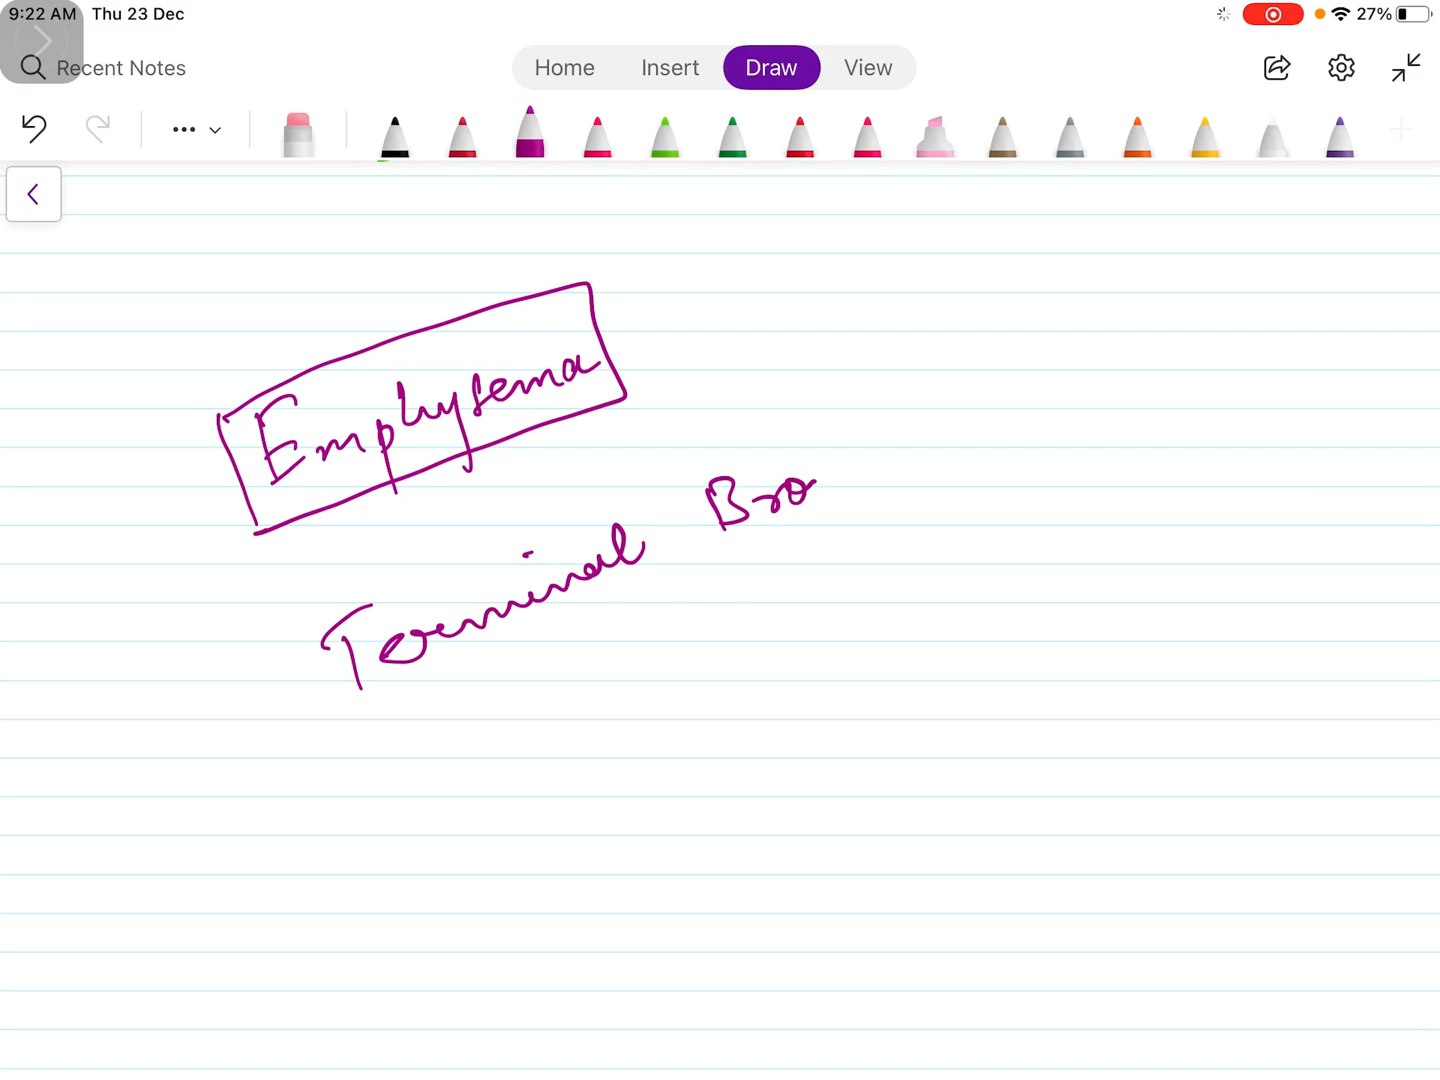 9:22 AM Thu 23 Dec 27%
Recent Notes Home Insert Draw View
Emphysema
Terminal Bro